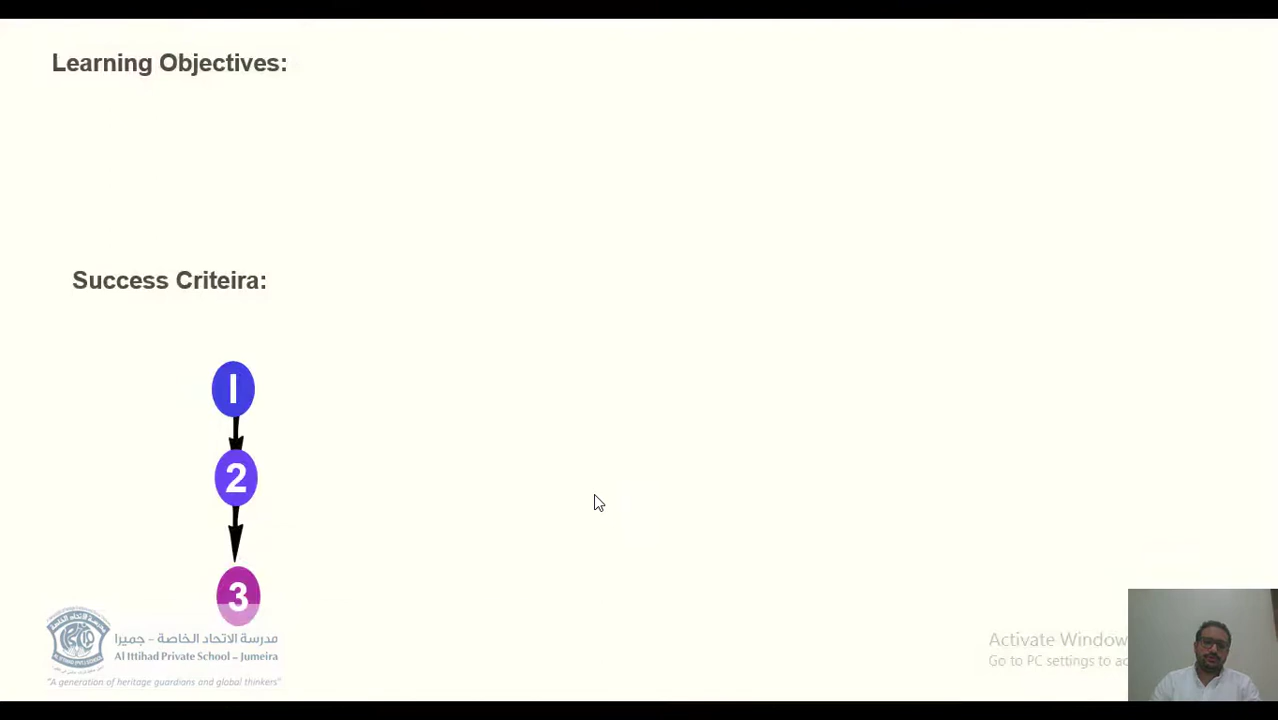 Learning Objectives:
Success Criteira:
1
2
3
مدرسة الاتحاد الخاصة - جميرا
Al Ittihad Private School – Jumeira
"A generation of heritage guardians and global thinkers"
Activate Window
Go to PC settings to ac